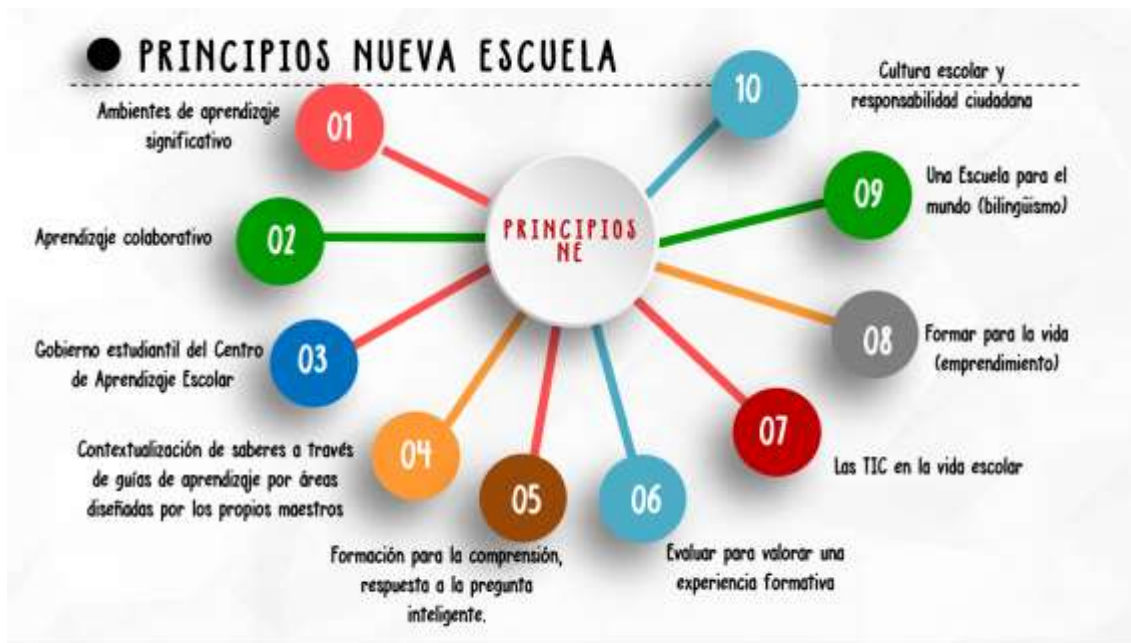 PRINCIPIOS NUEVA ESCUELA
PRINCIPIOS
NE
01
Ambientes de aprendizaje
significativo
02
Aprendizaje colaborativo
03
Gobierno estudiantil del Centro
de Aprendizaje Escolar
04
Contextualización de saberes a través
de guías de aprendizaje por áreas
diseñadas por los propios maestros
05
Formación para la comprensión,
respuesta a la pregunta
inteligente.
06
Evaluar para valorar una
experiencia formativa
07
Las TIC en la vida escolar
08
Formar para la vida
(emprendimiento)
09
Una Escuela para el
mundo (bilingüismo)
10
Cultura escolar y
responsabilidad ciudadana